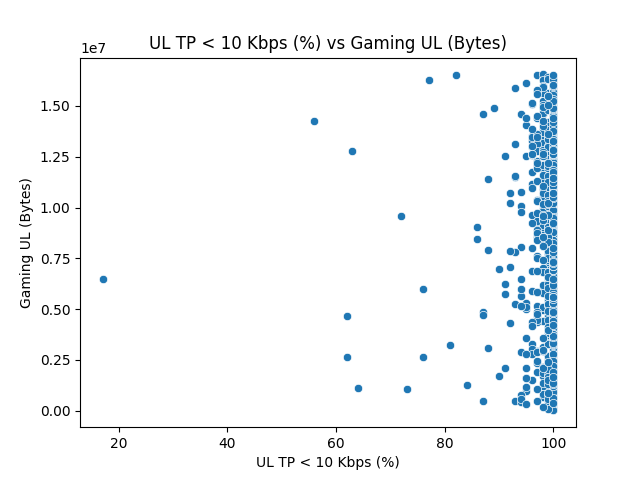 UL TP < 10 Kbps (%) vs Gaming UL (Bytes)
1e7
1.50
1.25
1.00
0.75
0.50
0.25
0.00
Gaming UL (Bytes)
20 40 60 80 100
UL TP < 10 Kbps (%)